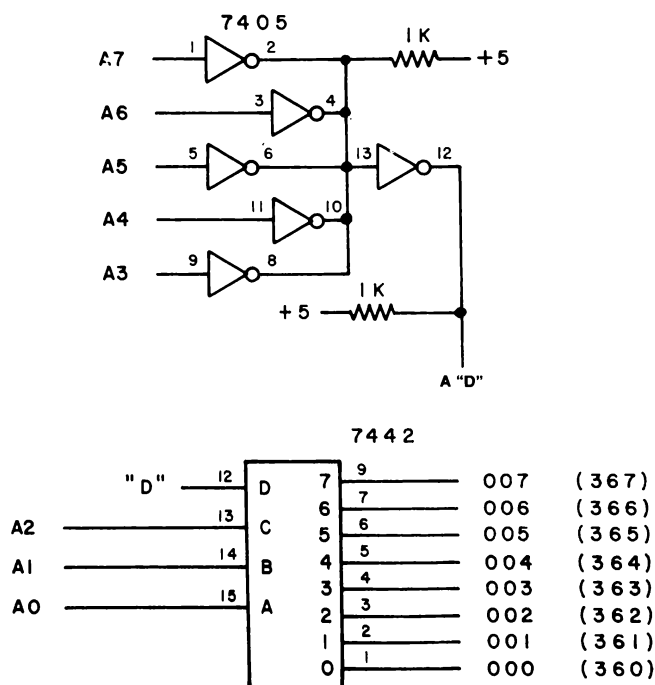 7405
A7 1 2 1K +5
A6 3 4
A5 5 6 13 12
A4 11 10
A3 9 8
1K
+5
A "D"
7442
"D" 12 D 7 9 007 (367)
6 7 006 (366)
A2 13 C 5 6 005 (365)
A1 14 B 4 5 004 (364)
3 4 003 (363)
A0 15 A 2 3 002 (362)
1 2 001 (361)
0 1 000 (360)